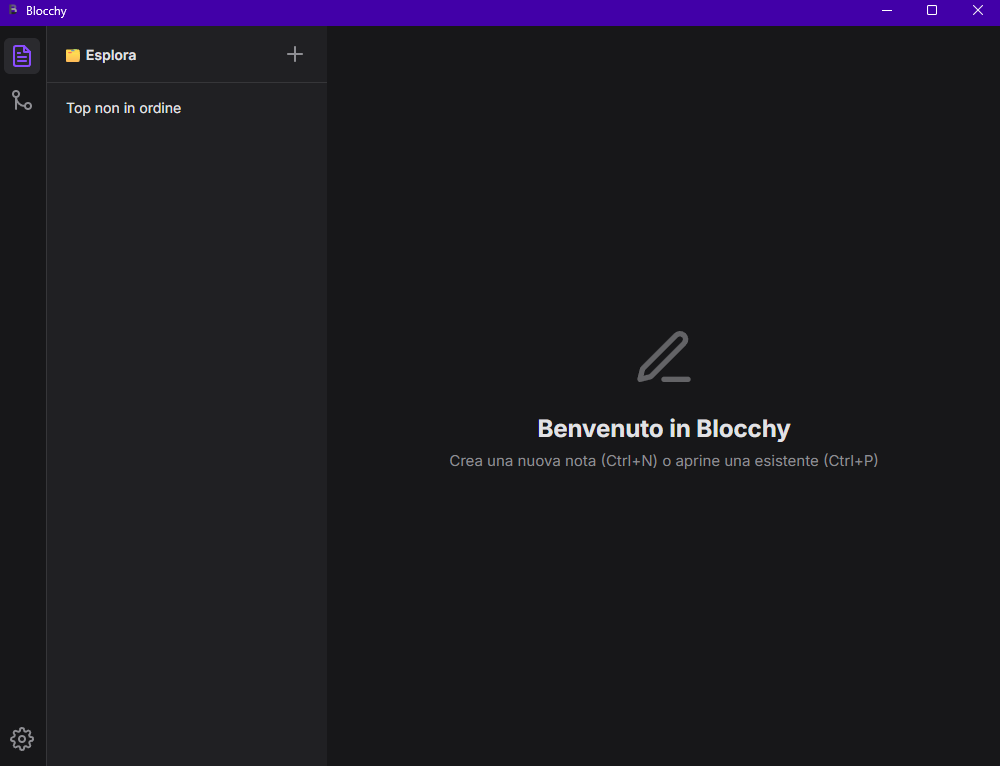 Blocchy
Esplora
Top non in ordine
Benvenuto in Blocchy
Crea una nuova nota (Ctrl+N) o aprine una esistente (Ctrl+P)